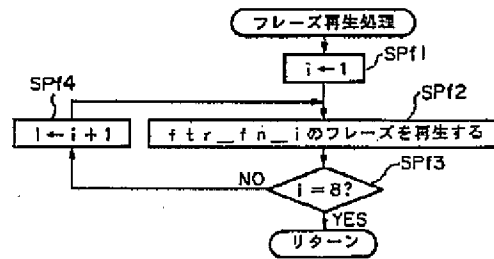 フレーズ再生処理
SPf1
i←1
SPf4
SPf2
i←i+1
ftr_fn_iのフレーズを再生する
SPf3
NO
i=8?
YES
リターン